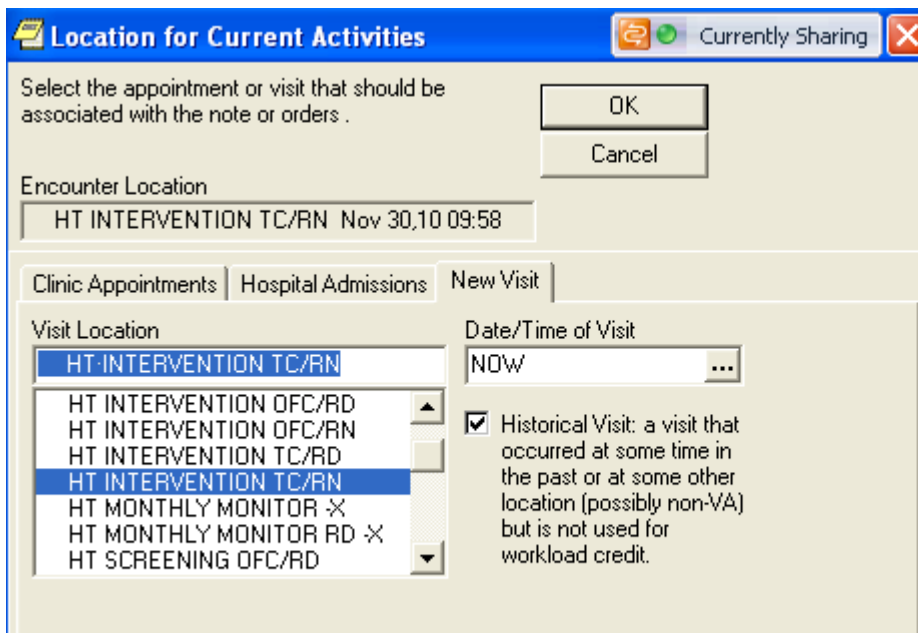 Location for Current Activities
Currently Sharing
Select the appointment or visit that should be
associated with the note or orders .
OK
Cancel
Encounter Location
HT INTERVENTION TC/RN Nov 30,10 09:58
Clinic Appointments
Hospital Admissions
New Visit
Visit Location
HT·INTERVENTION TC/RN
HT INTERVENTION OFC/RD
HT INTERVENTION OFC/RN
HT INTERVENTION TC/RD
HT INTERVENTION TC/RN
HT MONTHLY MONITOR -X
HT MONTHLY MONITOR RD -X
HT SCREENING OFC/RD
Date/Time of Visit
NOW
...
Historical Visit: a visit that
occurred at some time in
the past or at some other
location (possibly non-VA)
but is not used for
workload credit.